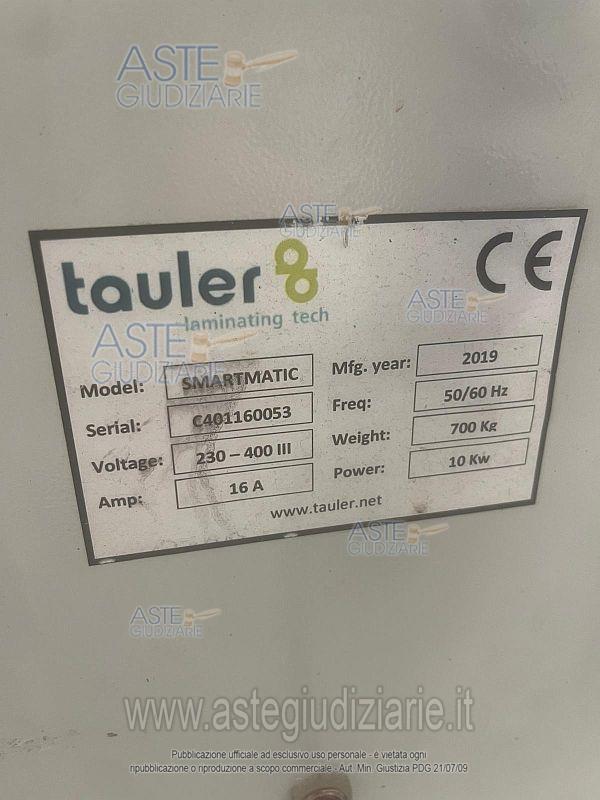 ASTE
GIUDIZIARIE
ASTE
GIUDIZIARIE
tauler
laminating tech
CE
ASTE
GIUDIZIARIE
ASTE
GIUDIZIARIE
Model: SMARTMATIC
Serial: C401160053
Voltage: 230 – 400 III
Amp: 16 A
Mfg. year: 2019
Freq: 50/60 Hz
Weight: 700 Kg
Power: 10 Kw
www.tauler.net
ASTE
GIUDIZIARIE
ASTE
GIUDIZIARIE
www.astegiudiziarie.it
Pubblicazione ufficiale ad esclusivo uso personale - è vietata ogni
ripubblicazione o riproduzione a scopo commerciale - Aut. Min. Giustizia PDG 21/07/09